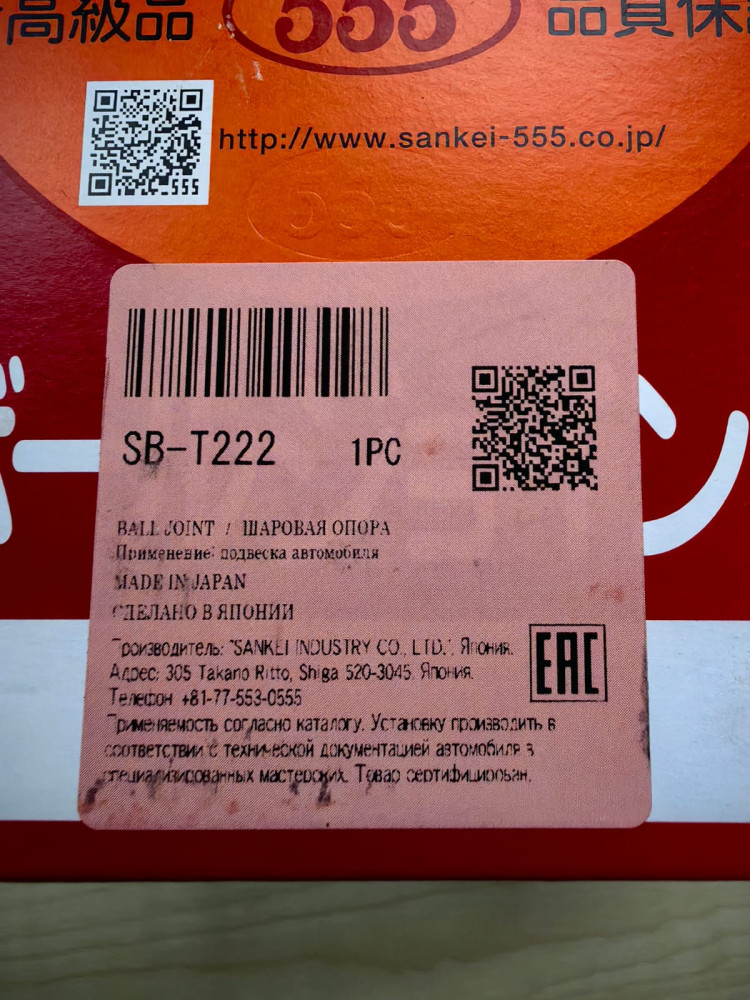 高級品
555
品質保
http://www.sankei-555.co.jp/
555
SB-T222 1PC
BALL JOINT / ШАРОВАЯ ОПОРА
Применение: подвеска автомобиля
MADE IN JAPAN
СДЕЛАНО В ЯПОНИИ
Производитель: "SANKEI INDUSTRY CO., LTD.", Япония.
Адрес: 305 Takano Ritto, Shiga 520-3045, Япония.
Телефон +81-77-553-0555
EAC
Применяемость согласно каталогу. Установку производить в
соответствии с технической документацией автомобиля в
специализированных мастерских. Товар сертифицирован.